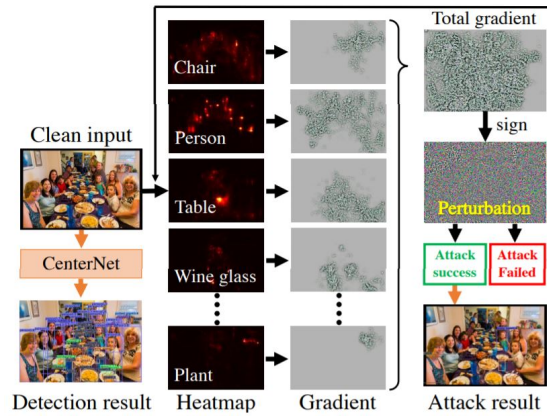 Total gradient
Chair
Person
sign
Clean input
Table
Perturbation
CenterNet
Wine glass
Attack
success
Attack
Failed
Plant
Detection result
Heatmap
Gradient
Attack result